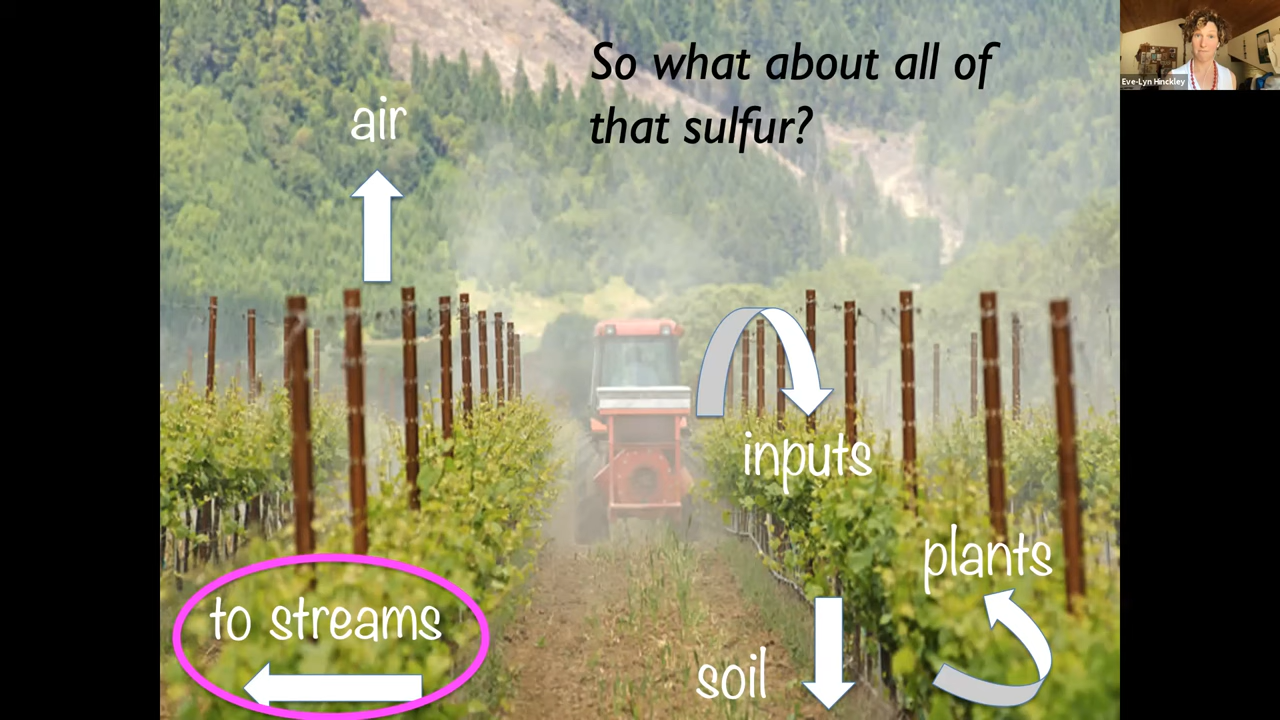 So what about all of
that sulfur?
Eve-Lyn Hinckley
air
inputs
plants
to streams
soil